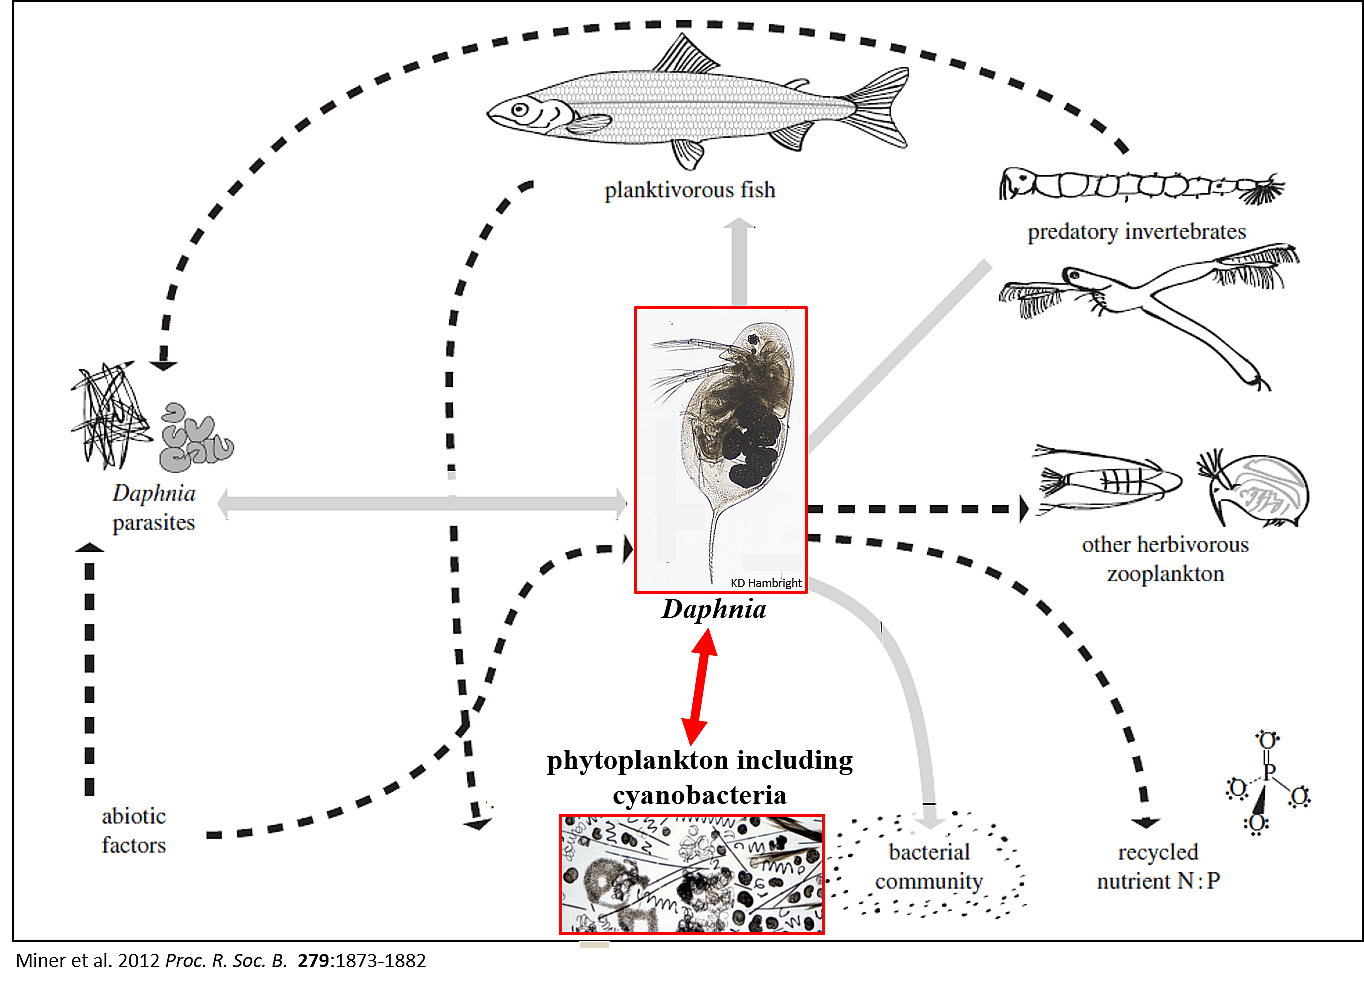 planktivorous fish
predatory invertebrates
Daphnia
parasites
KD Hambright
other herbivorous
zooplankton
Daphnia
phytoplankton including
cyanobacteria
abiotic
factors
bacterial
community
recycled
nutrient N : P
O
P
O
O
O
Miner et al. 2012 Proc. R. Soc. B. 279:1873-1882